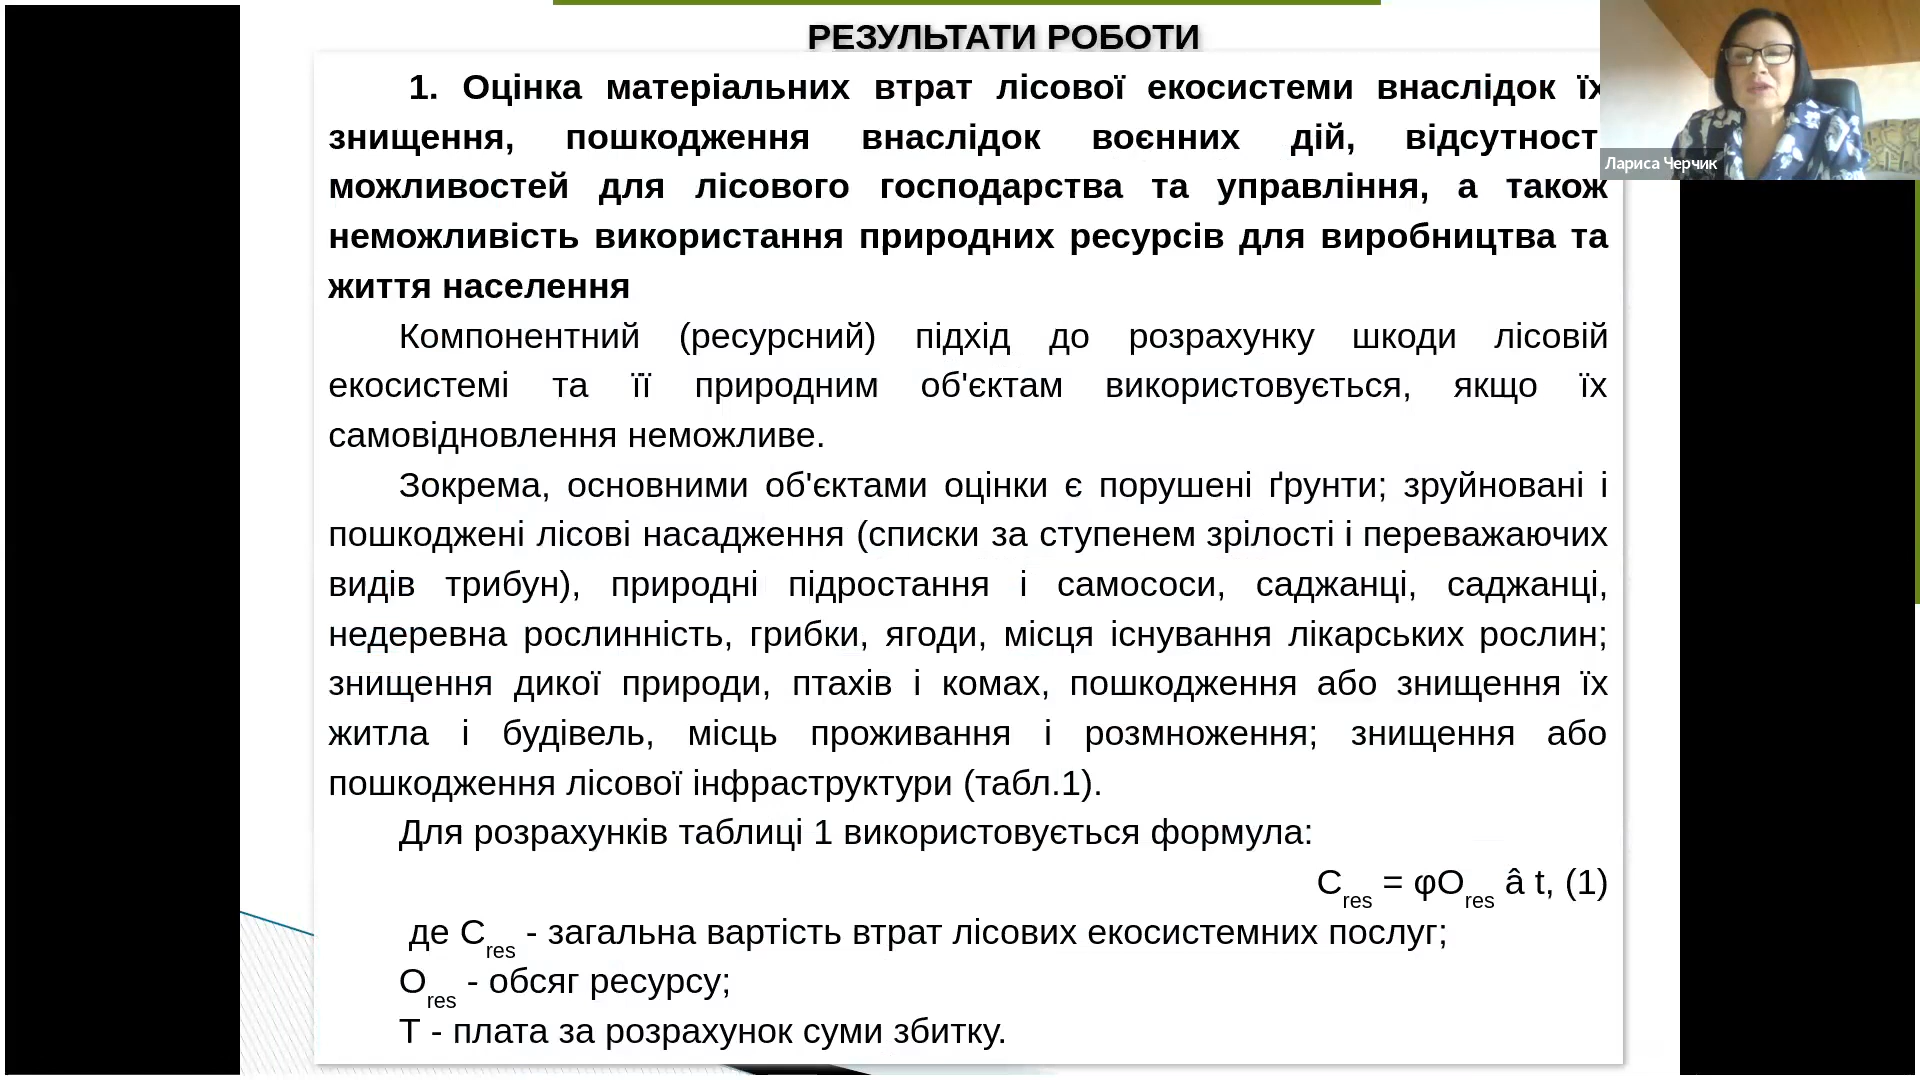 РЕЗУЛЬТАТИ РОБОТИ
1. Оцінка матеріальних втрат лісової екосистеми внаслідок їх
знищення, пошкодження внаслідок воєнних дій, відсутност
можливостей для лісового господарства та управління, а також
неможливість використання природних ресурсів для виробництва та
життя населення
Компонентний (ресурсний) підхід до розрахунку шкоди лісовій
екосистемі та її природним об'єктам використовується, якщо їх
самовідновлення неможливе.
Зокрема, основними об'єктами оцінки є порушені ґрунти; зруйновані і
пошкоджені лісові насадження (списки за ступенем зрілості і переважаючих
видів трибун), природні підростання і самососи, саджанці, саджанці,
недеревна рослинність, грибки, ягоди, місця існування лікарських рослин;
знищення дикої природи, птахів і комах, пошкодження або знищення їх
житла і будівель, місць проживання і розмноження; знищення або
пошкодження лісової інфраструктури (табл.1).
Для розрахунків таблиці 1 використовується формула:
C res = φO res â t, (1)
де C res - загальна вартість втрат лісових екосистемних послуг;
O res - обсяг ресурсу;
Т - плата за розрахунок суми збитку.
Лариса Черчик